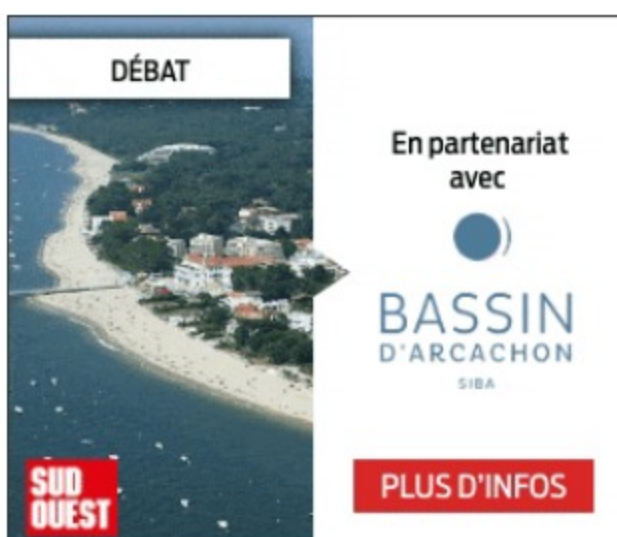 DÉBAT
En partenariat
avec
BASSIN
D'ARCACHON
SIBA
SUD
OUEST
PLUS D'INFOS